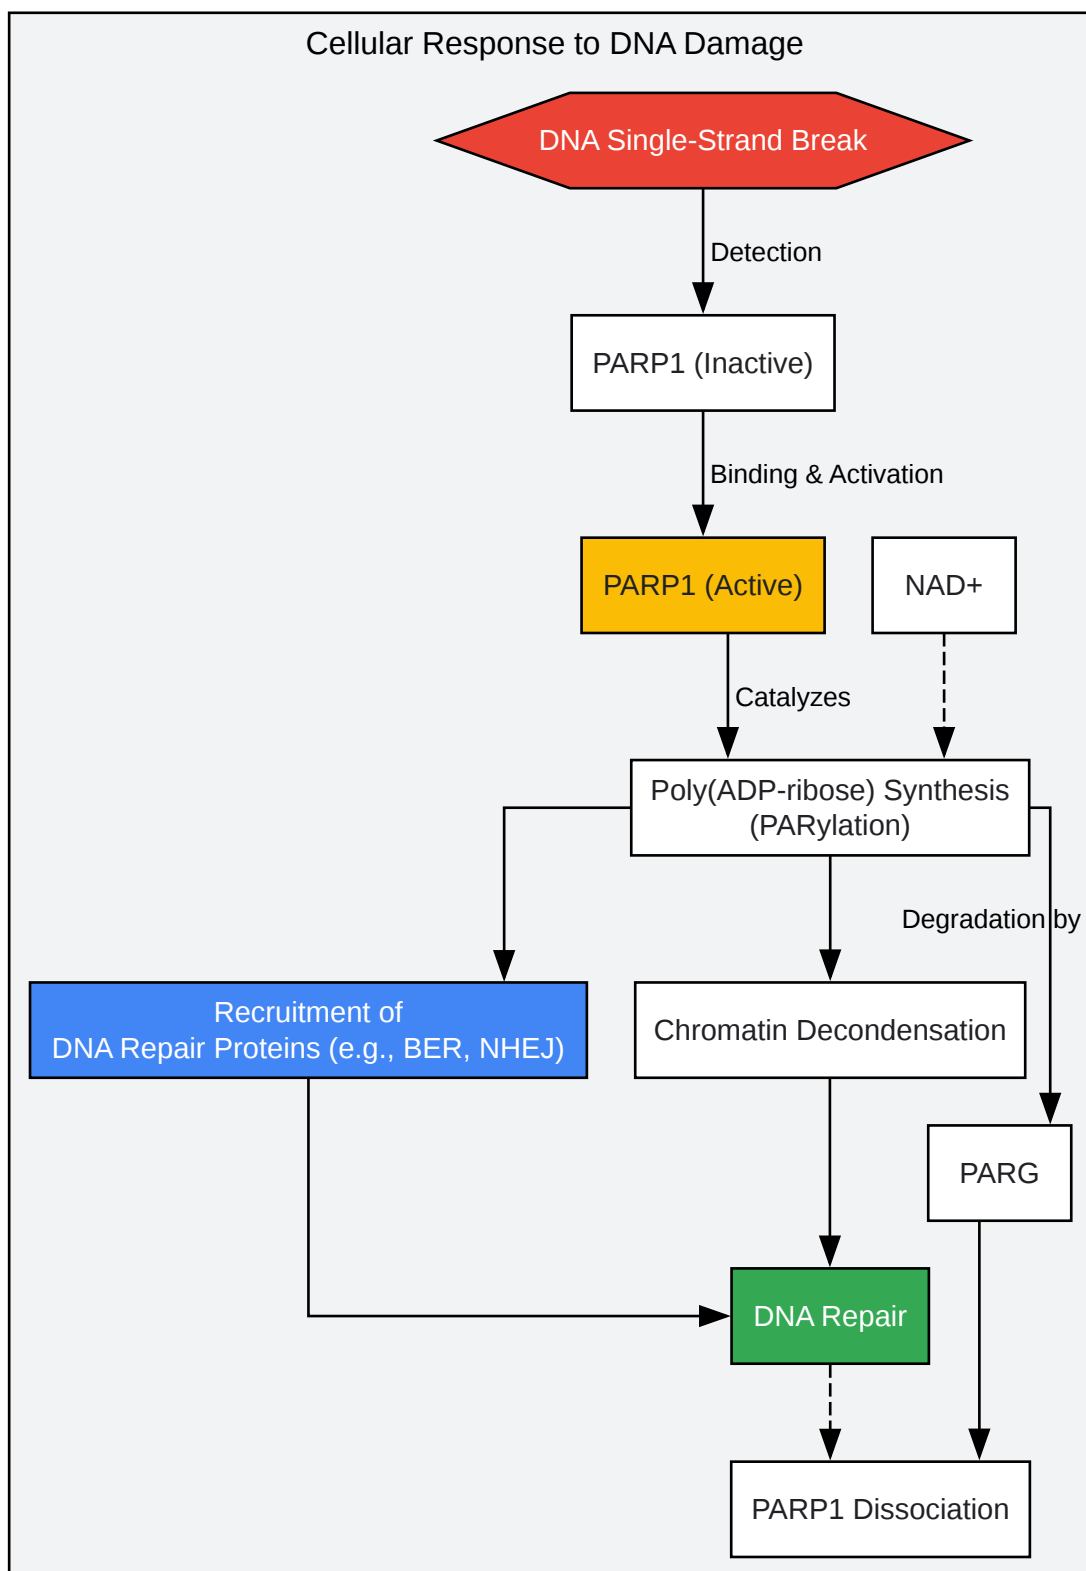 Cellular Response to DNA Damage
DNA Single-Strand Break
Detection
PARP1 (Inactive)
Binding & Activation
PARP1 (Active)
NAD+
Catalyzes
Poly(ADP-ribose) Synthesis
(PARylation)
Degradation by
Recruitment of
DNA Repair Proteins (e.g., BER, NHEJ)
Chromatin Decondensation
PARG
DNA Repair
PARP1 Dissociation